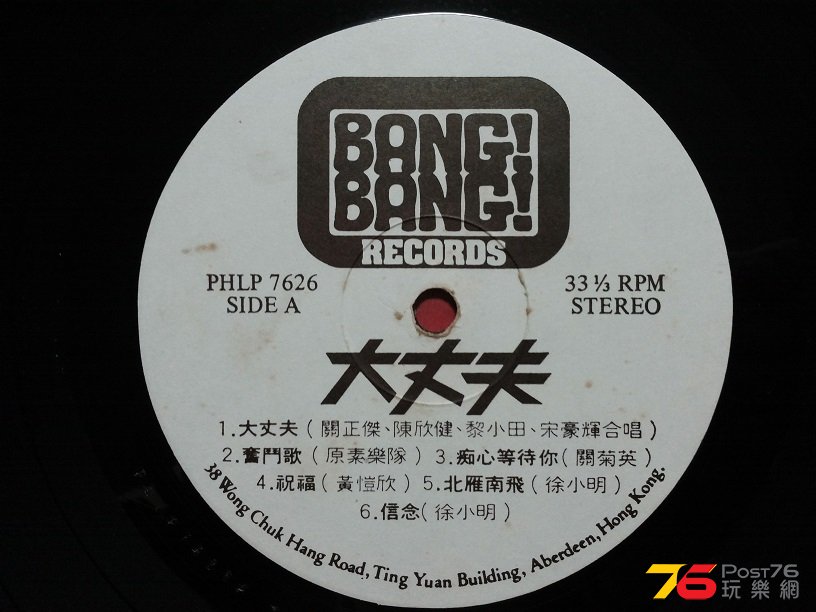 BANG!
BANG!
RECORDS
PHLP 7626
SIDE A
33 ⅓ RPM
STEREO
大丈夫
1.大丈夫(關正傑、陳欣健、黎小田、宋豪輝合唱)
2.奮鬥歌(原素樂隊) 3.痴心等待你(關菊英)
4.祝福(黃愷欣) 5.北雁南飛(徐小明)
6.信念(徐小明)
38 Wong Chuk Hang Road, Ting Yuan Building, Aberdeen, Hong Kong.
76 Post76
玩樂網